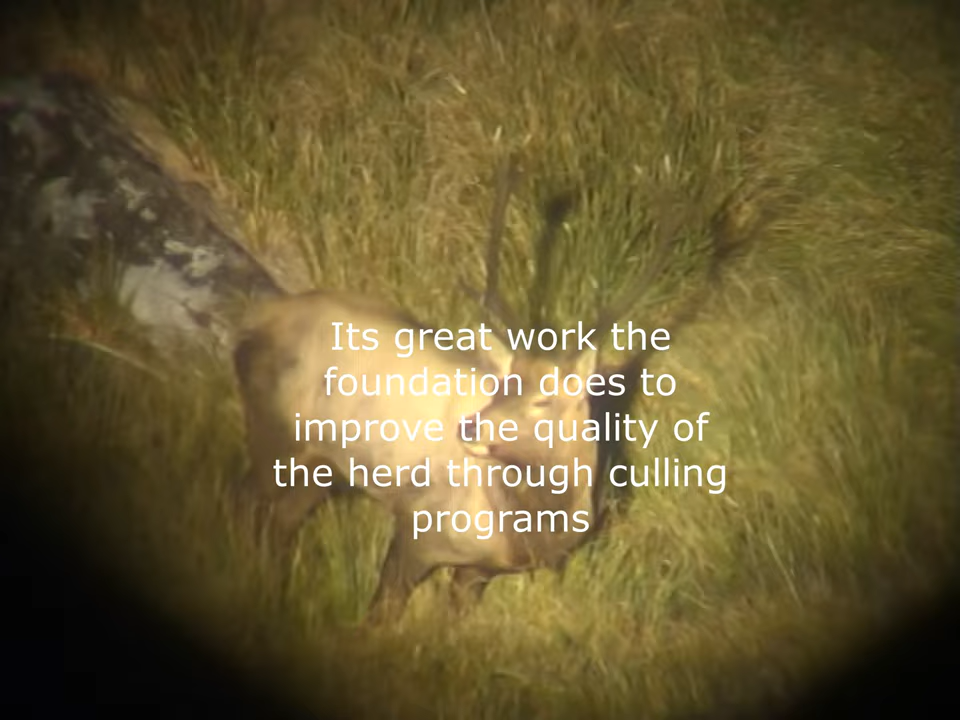 Its great work the
foundation does to
improve the quality of
the herd through culling
programs